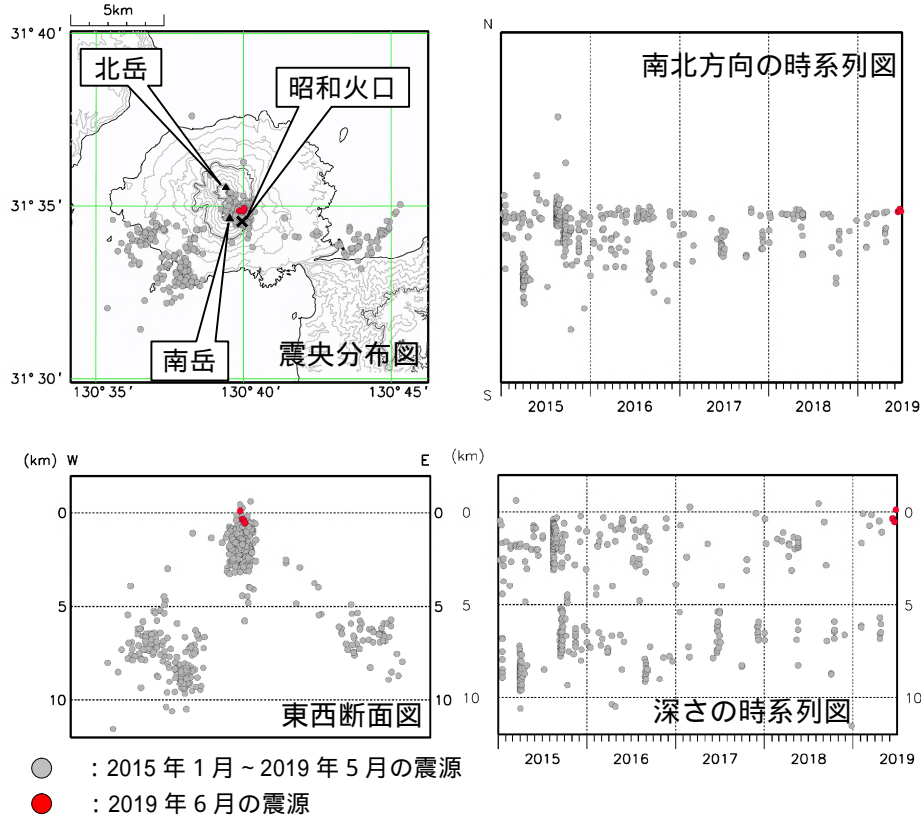 5km
31° 40'
31° 35'
31° 30'
130° 35'
130° 40'
130° 45'
北岳
昭和火口
南岳
震央分布図
N
S
南北方向の時系列図
2015
2016
2017
2018
2019
(km) W
E
0
5
10
0
5
10
東西断面図
(km)
0
5
10
0
5
10
深さの時系列図
2015
2016
2017
2018
2019
：2015 年 1 月～2019 年 5 月の震源
：2019 年 6 月の震源